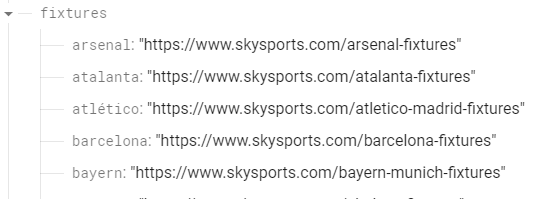 fixtures
arsenal: "https://www.skysports.com/arsenal-fixtures"
atalanta: "https://www.skysports.com/atalanta-fixtures"
atlético: "https://www.skysports.com/atletico-madrid-fixtures"
barcelona: "https://www.skysports.com/barcelona-fixtures"
bayern: "https://www.skysports.com/bayern-munich-fixtures"